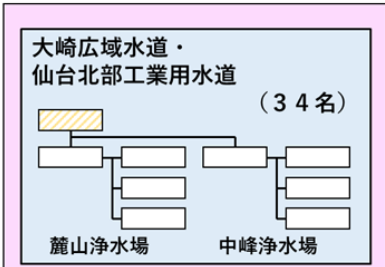 大崎広域水道・
仙台北部工業用水道
（３４名）
麓山浄水場　中峰浄水場